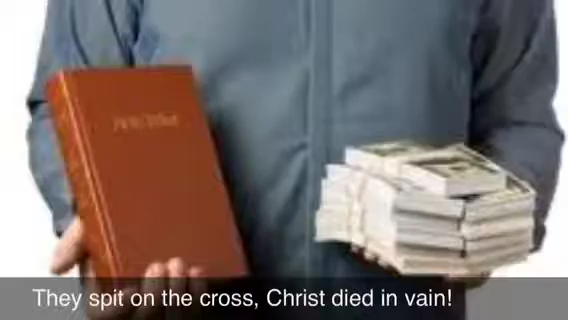 They spit on the cross, Christ died in vain!